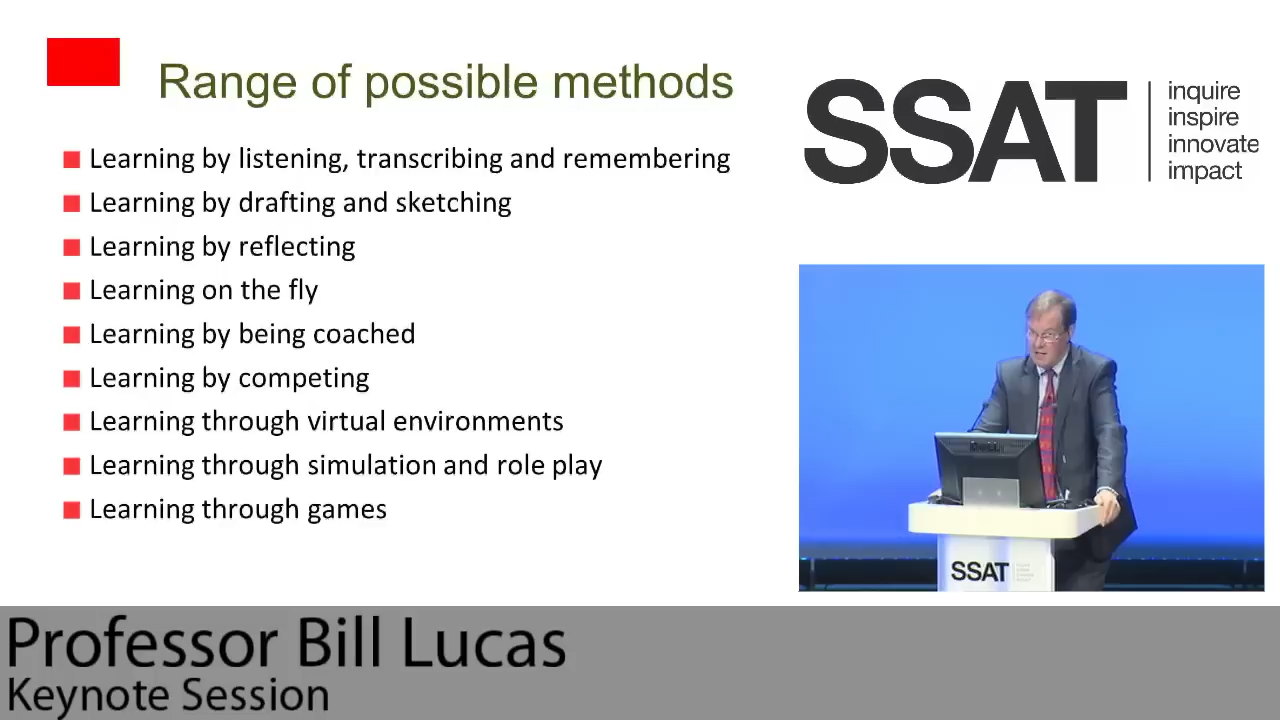 Range of possible methods
Learning by listening, transcribing and remembering
Learning by drafting and sketching
Learning by reflecting
Learning on the fly
Learning by being coached
Learning by competing
Learning through virtual environments
Learning through simulation and role play
Learning through games
SSAT
inquire
inspire
innovate
impact
SSAT
Professor Bill Lucas
Keynote Session